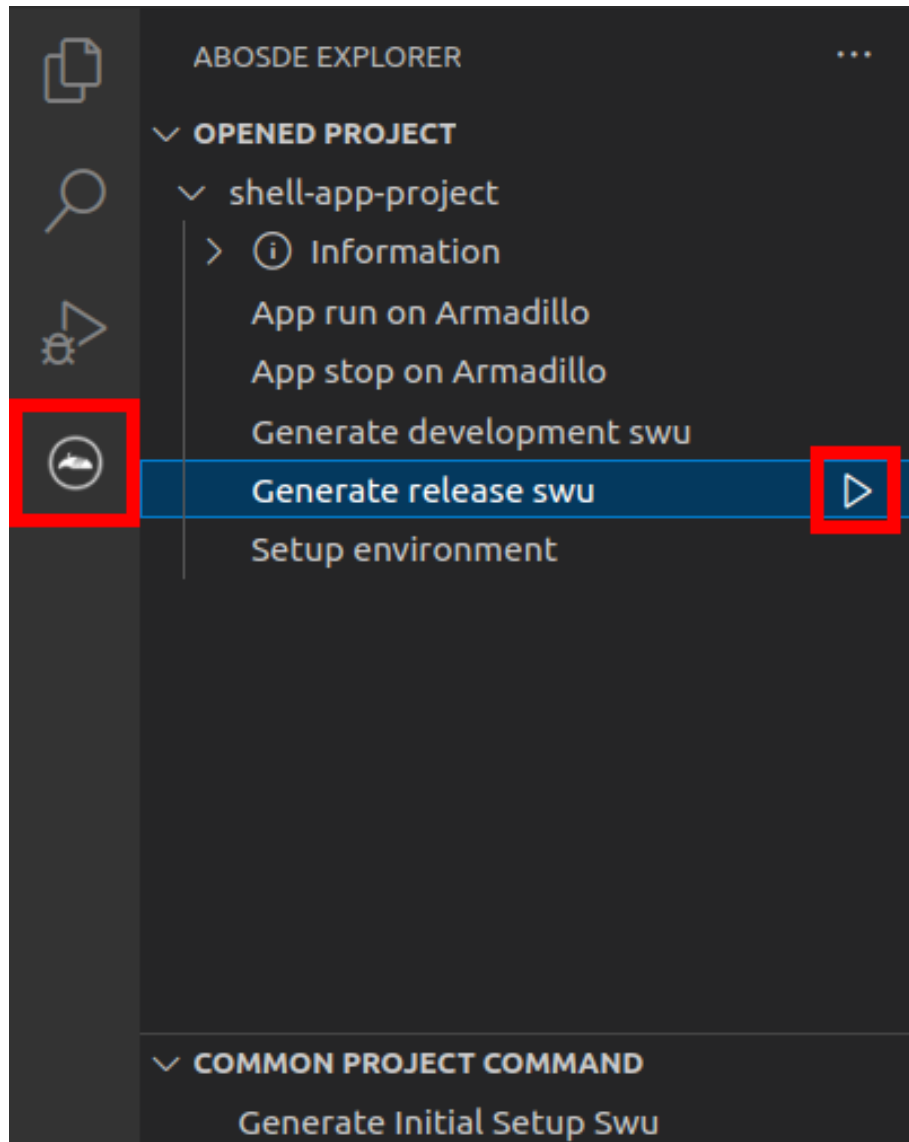 ABOSDE EXPLORER
OPENED PROJECT
shell-app-project
Information
App run on Armadillo
App stop on Armadillo
Generate development swu
Generate release swu
Setup environment
COMMON PROJECT COMMAND
Generate Initial Setup Swu